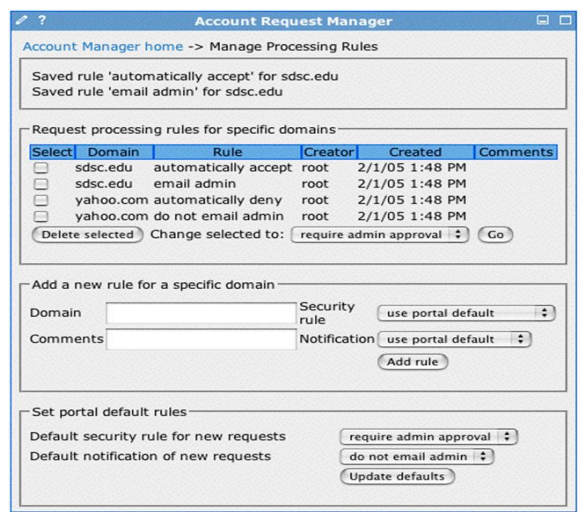 ? Account Request Manager
Account Manager home -> Manage Processing Rules
Saved rule 'automatically accept' for sdsc.edu
Saved rule 'email admin' for sdsc.edu
Request processing rules for specific domains
Select Domain Rule Creator Created Comments
sdsc.edu automatically accept root 2/1/05 1:48 PM
sdsc.edu email admin root 2/1/05 1:48 PM
yahoo.com automatically deny root 2/1/05 1:48 PM
yahoo.com do not email admin root 2/1/05 1:48 PM
Delete selected Change selected to: require admin approval Go
Add a new rule for a specific domain
Domain Security rule use portal default
Comments Notification use portal default
Add rule
Set portal default rules
Default security rule for new requests require admin approval
Default notification of new requests do not email admin
Update defaults